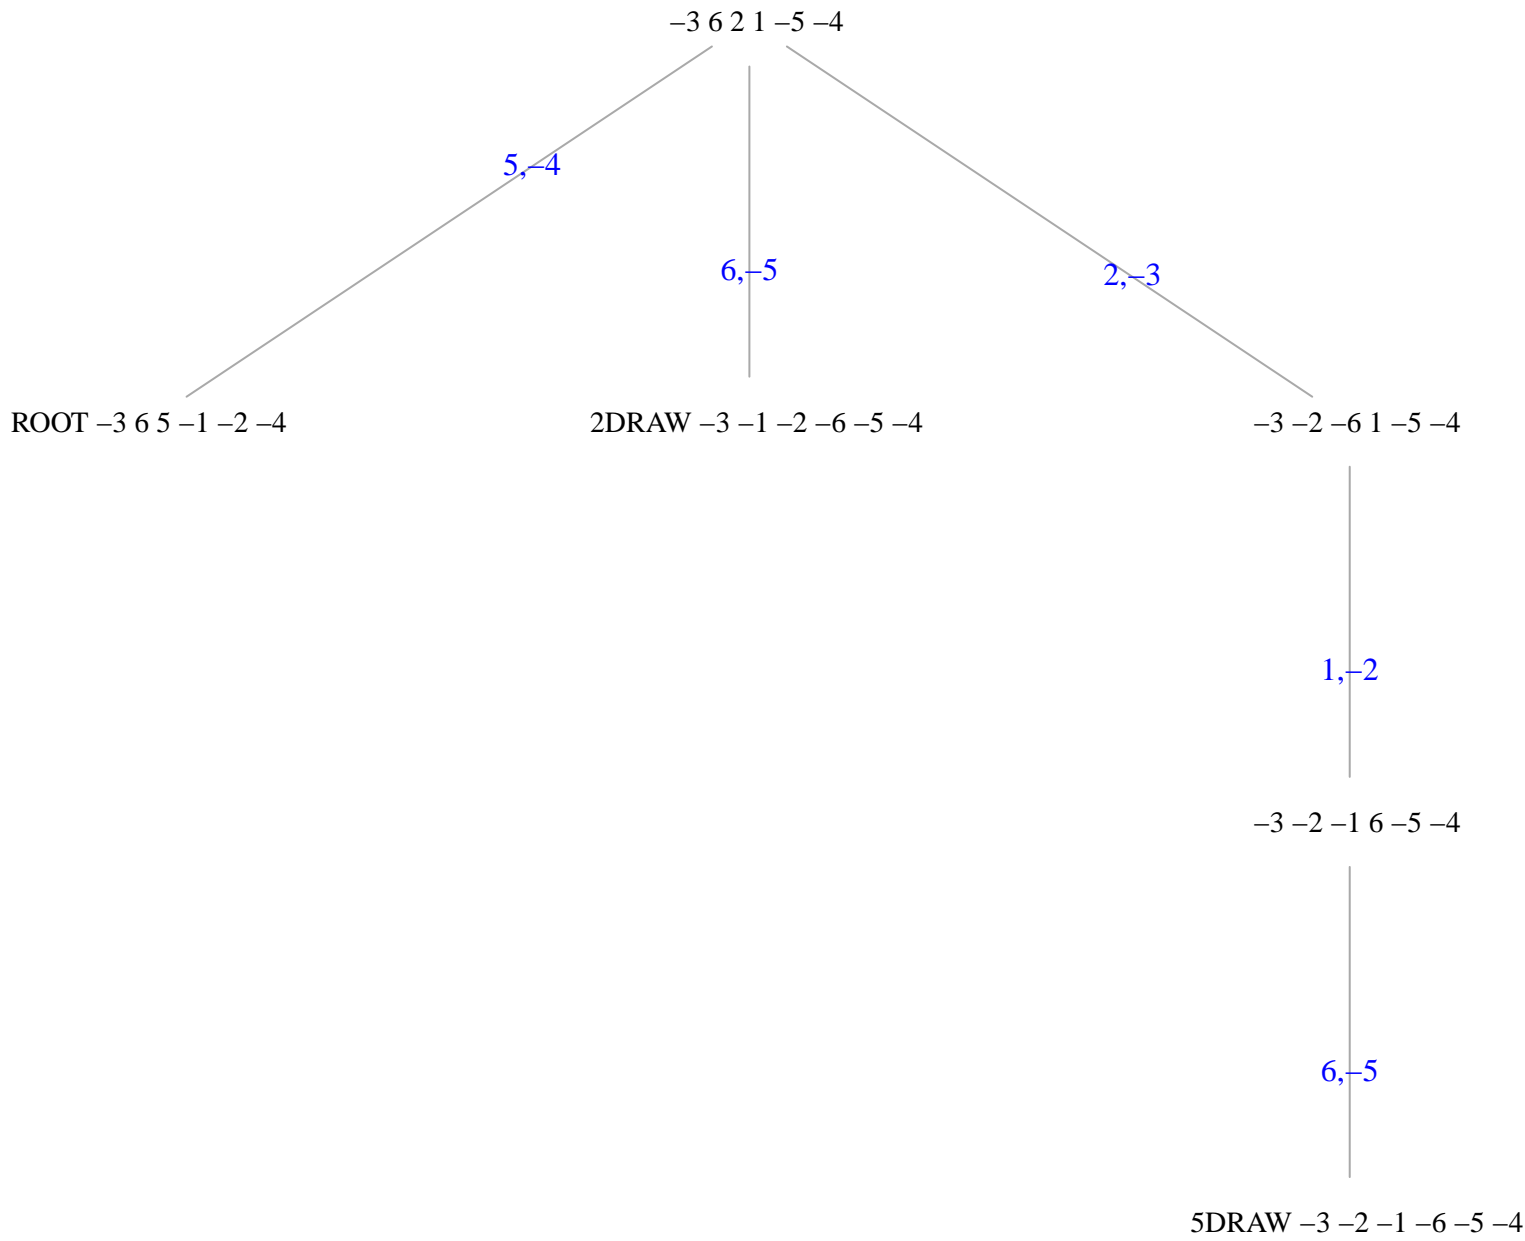 –3 6 2 1 –5 –4
5,–4
6,–5
2,–3
ROOT –3 6 5 –1 –2 –4
2DRAW –3 –1 –2 –6 –5 –4
–3 –2 –6 1 –5 –4
1,–2
–3 –2 –1 6 –5 –4
6,–5
5DRAW –3 –2 –1 –6 –5 –4